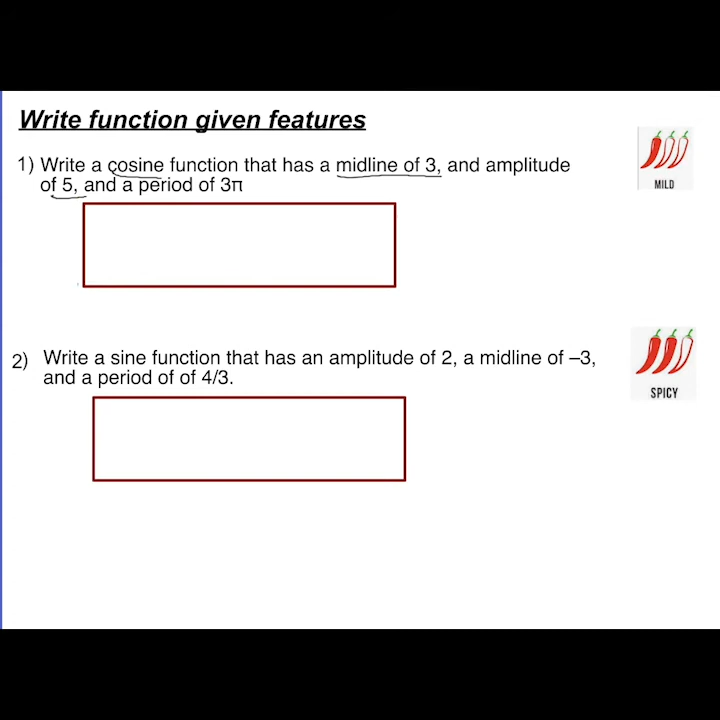 Write function given features
1) Write a cosine function that has a midline of 3, and amplitude
of 5, and a period of 3π
MILD
2) Write a sine function that has an amplitude of 2, a midline of –3,
and a period of of 4/3.
SPICY